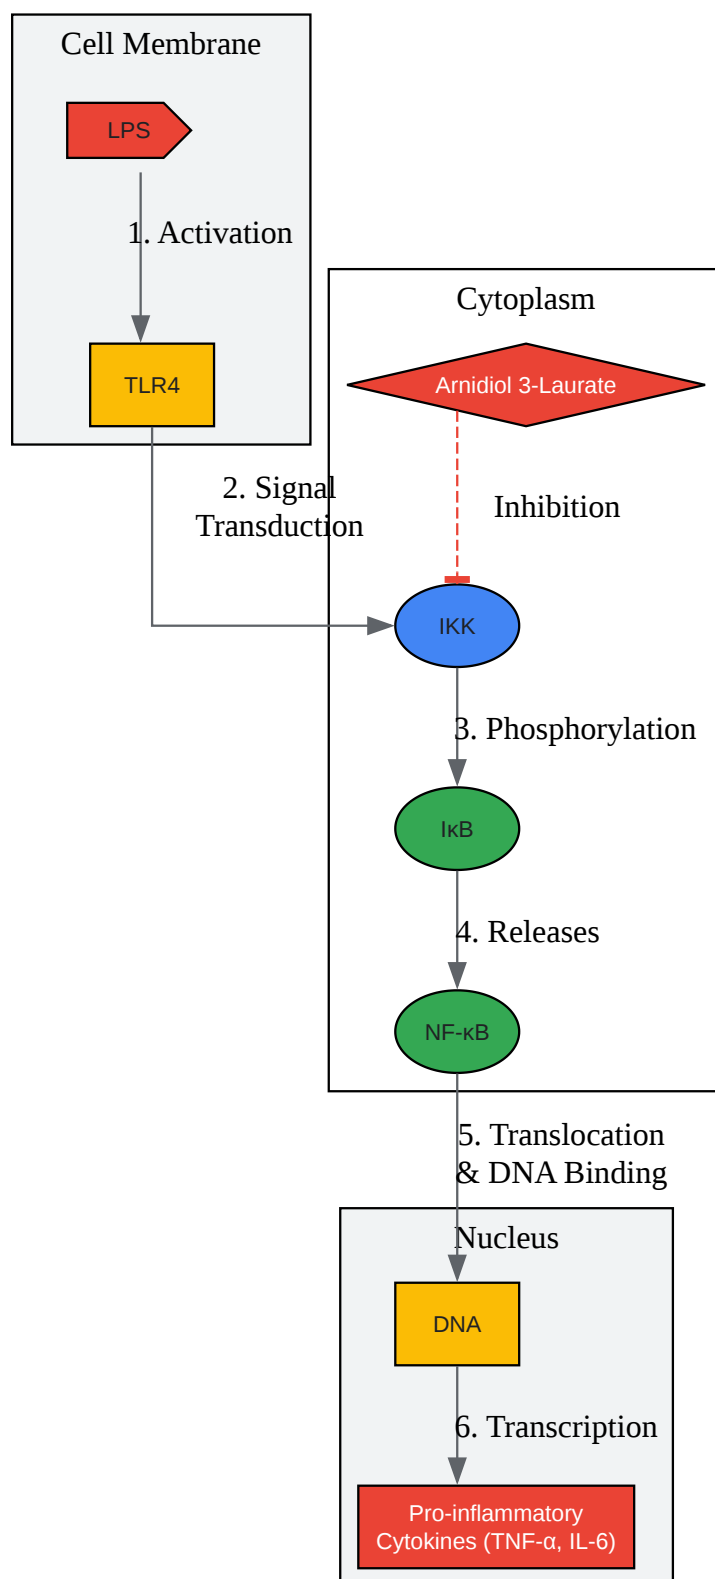 Cell Membrane
LPS
1. Activation
TLR4
2. Signal
Transduction
Cytoplasm
Arnidiol 3-Laurate
Inhibition
IKK
3. Phosphorylation
IκB
4. Releases
NF-κB
5. Translocation
& DNA Binding
Nucleus
DNA
6. Transcription
Pro-inflammatory
Cytokines (TNF-α, IL-6)